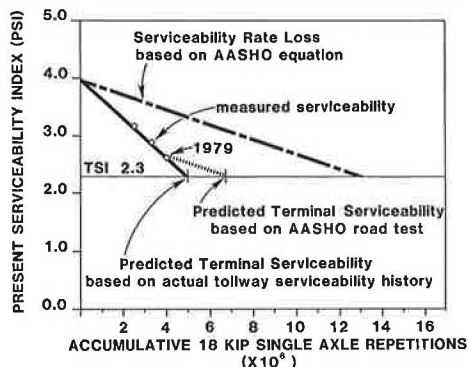 PRESENT SERVICEABILITY INDEX (PSI)
5.0
4.0
3.0
2.0
1.0
0.0
Serviceability Rate Loss
based on AASHO equation
measured serviceability
1979
TSI 2.3
Predicted Terminal Serviceability
based on AASHO road test
Predicted Terminal Serviceability
based on actual tollway serviceability history
2 4 6 8 10 12 14 16
ACCUMULATIVE 18 KIP SINGLE AXLE REPETITIONS
(X10⁶)